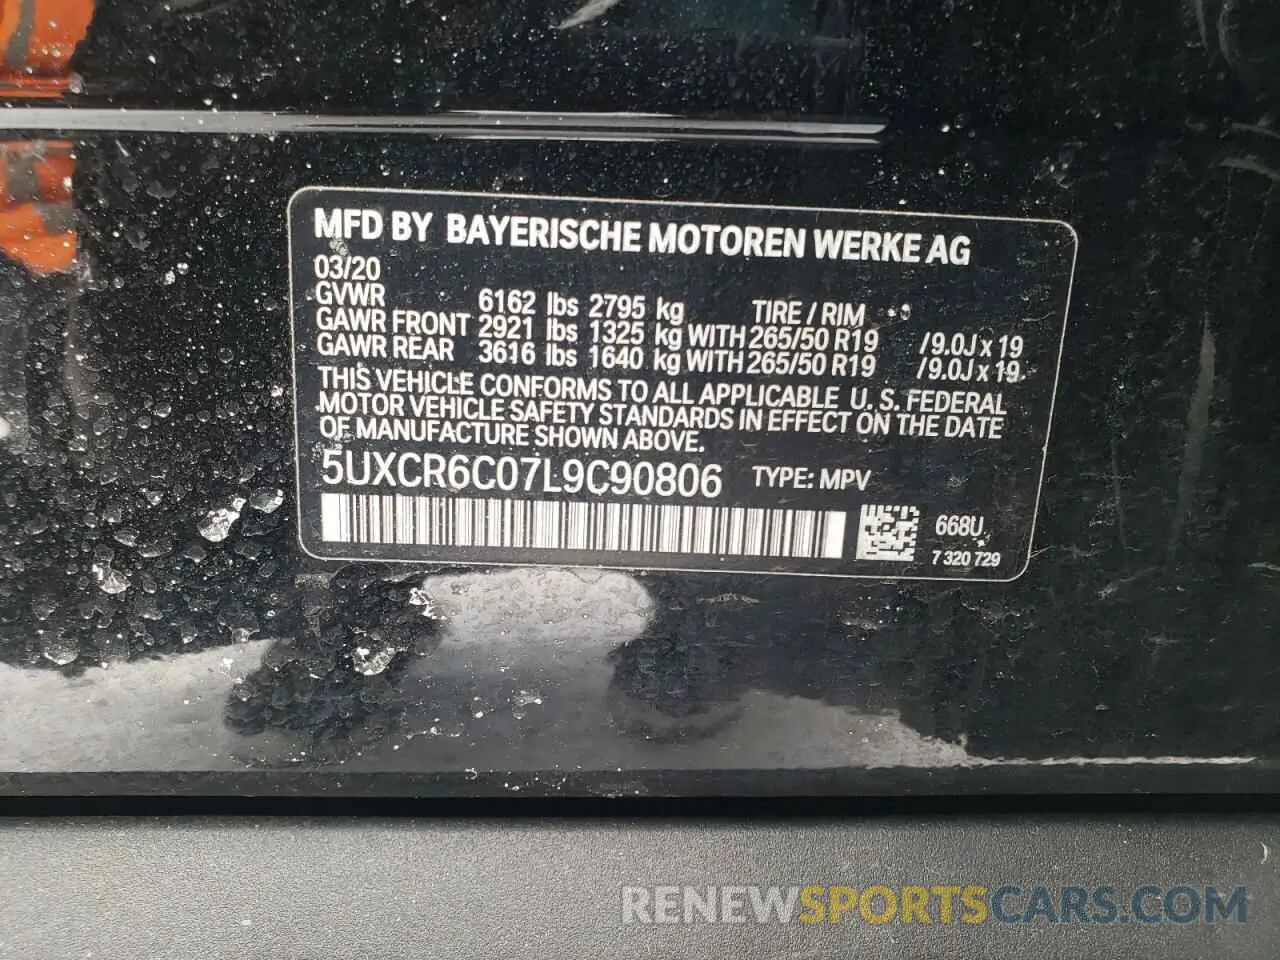 MFD BY BAYERISCHE MOTOREN WERKE AG
03/20
GVWR 6162 lbs 2795 kg TIRE / RIM
GAWR FRONT 2921 lbs 1325 kg WITH 265/50 R19 /9.0J x 19
GAWR REAR 3616 lbs 1640 kg WITH 265/50 R19 /9.0J x 19
THIS VEHICLE CONFORMS TO ALL APPLICABLE U.S. FEDERAL
MOTOR VEHICLE SAFETY STANDARDS IN EFFECT ON THE DATE
OF MANUFACTURE SHOWN ABOVE.
5UXCR6C07L9C90806 TYPE: MPV
668U
7 320 729
RENEWSPORTSCARS.COM